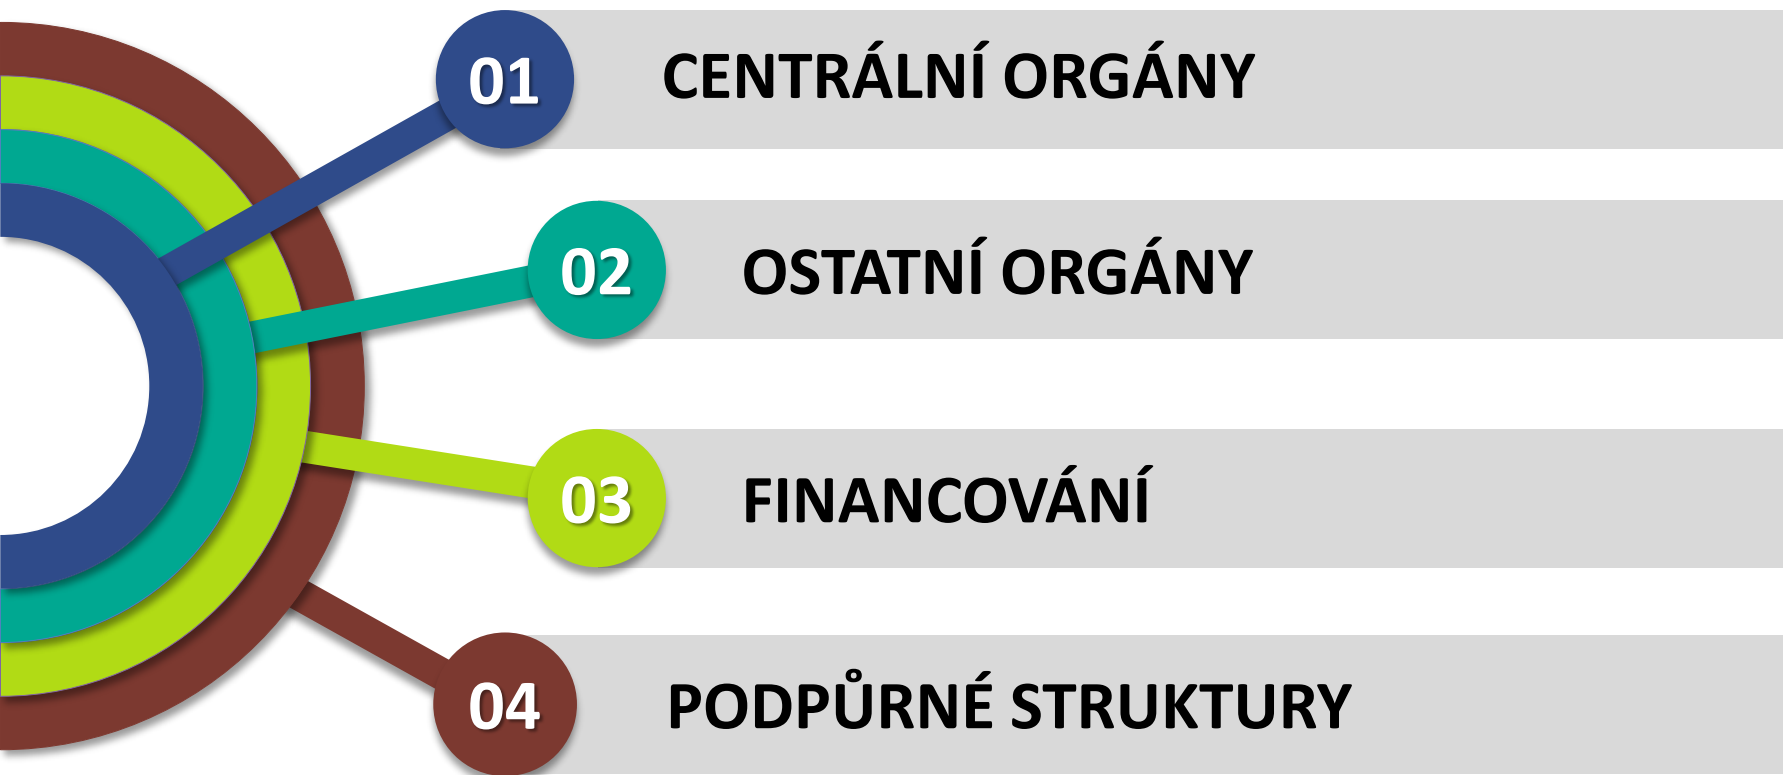 01 CENTRÁLNÍ ORGÁNY
02 OSTATNÍ ORGÁNY
03 FINANCOVÁNÍ
04 PODPŮRNÉ STRUKTURY